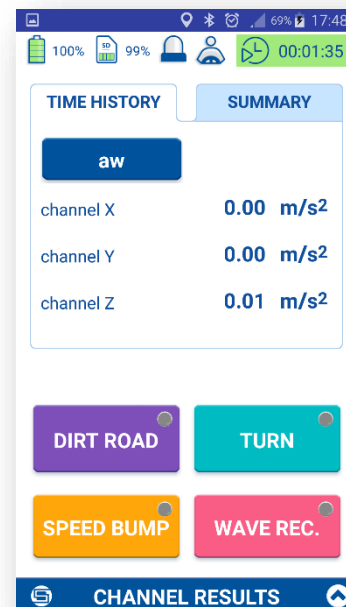 69% 17:48
100% SD 99% 00:01:35
TIME HISTORY SUMMARY
aw
channel X 0.00 m/s2
channel Y 0.00 m/s2
channel Z 0.01 m/s2
DIRT ROAD TURN
SPEED BUMP WAVE REC.
CHANNEL RESULTS